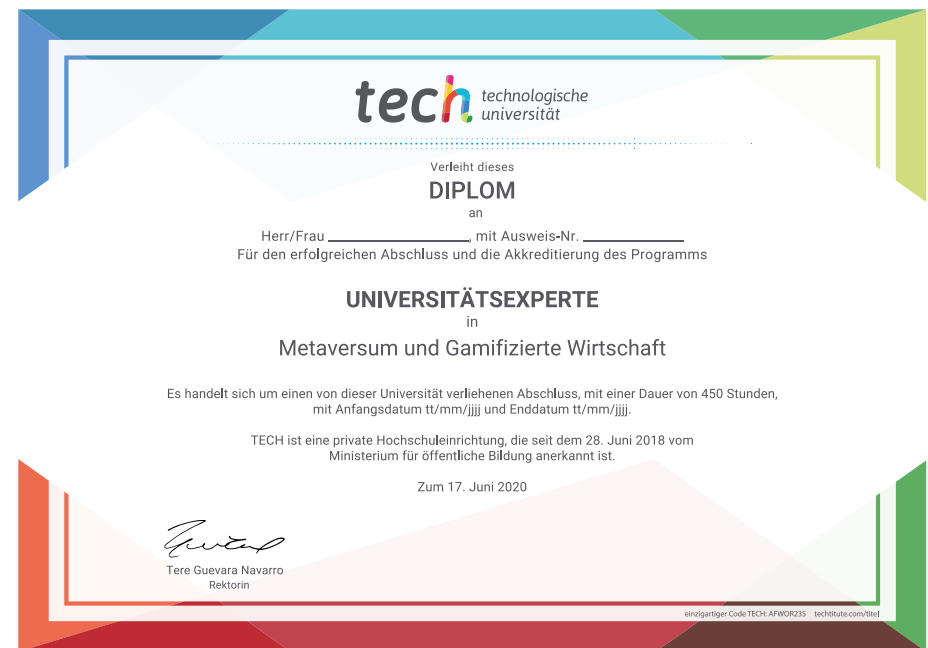 tech technologische
universität
Verleiht dieses
DIPLOM
an
Herr/Frau ____________, mit Ausweis-Nr. ____________
Für den erfolgreichen Abschluss und die Akkreditierung des Programms
UNIVERSITÄTSEXPERTE
in
Metaversum und Gamifizierte Wirtschaft
Es handelt sich um einen von dieser Universität verliehenen Abschluss, mit einer Dauer von 450 Stunden,
mit Anfangsdatum tt/mm/jjjj und Enddatum tt/mm/jjjj.
TECH ist eine private Hochschuleinrichtung, die seit dem 28. Juni 2018 vom
Ministerium für öffentliche Bildung anerkannt ist.
Zum 17. Juni 2020
Tere Guevara Navarro
Rektorin
einzigartiger Code TECH: AFWOR23S techtitute.com/titel